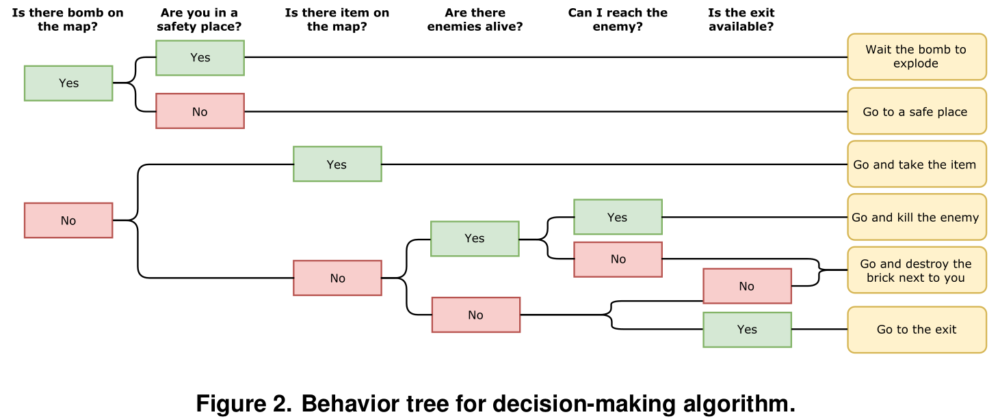 Is there bomb on
the map?
Are you in a
safety place?
Is there item on
the map?
Are there
enemies alive?
Can I reach the
enemy?
Is the exit
available?
Yes
Yes
Wait the bomb to
explode
No
Go to a safe place
No
Yes
Go and take the item
No
Yes
Yes
Go and kill the enemy
No
Go and destroy the
brick next to you
No
No
Yes
Go to the exit
Figure 2. Behavior tree for decision-making algorithm.